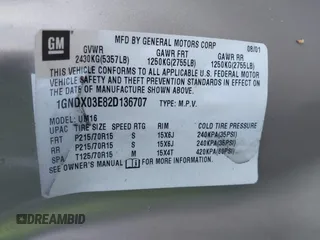 GM
MFD BY GENERAL MOTORS CORP
08/01
GVWR GAWR FRT GAWR RR
2430KG(5357LB) 1250KG(2755LB) 1250KG(2755LB)
THIS VEHICLE CONFORMS TO ALL APPLICABLE U.S. FEDERAL
MOTOR VEHICLE SAFETY AND THEFT PREVENTION STANDARDS
IN EFFECT ON THE DATE OF MANUFACTURE SHOWN ABOVE.
1GNDX03E82D136707 TYPE: M.P.V.
MODEL: UM16
TIRE SIZE SPEED RTG RIM COLD TIRE PRESSURE
FRT P215/70R15 S 15X6J 240KPA(35PSI)
RR P215/70R15 S 15X6J 240KPA(35PSI)
SPA T125/70R15 M 15X4T 420KPA(60PSI)
SEE OWNER'S MANUAL FOR ADDITIONAL INFORMATION.
© DREAMBID